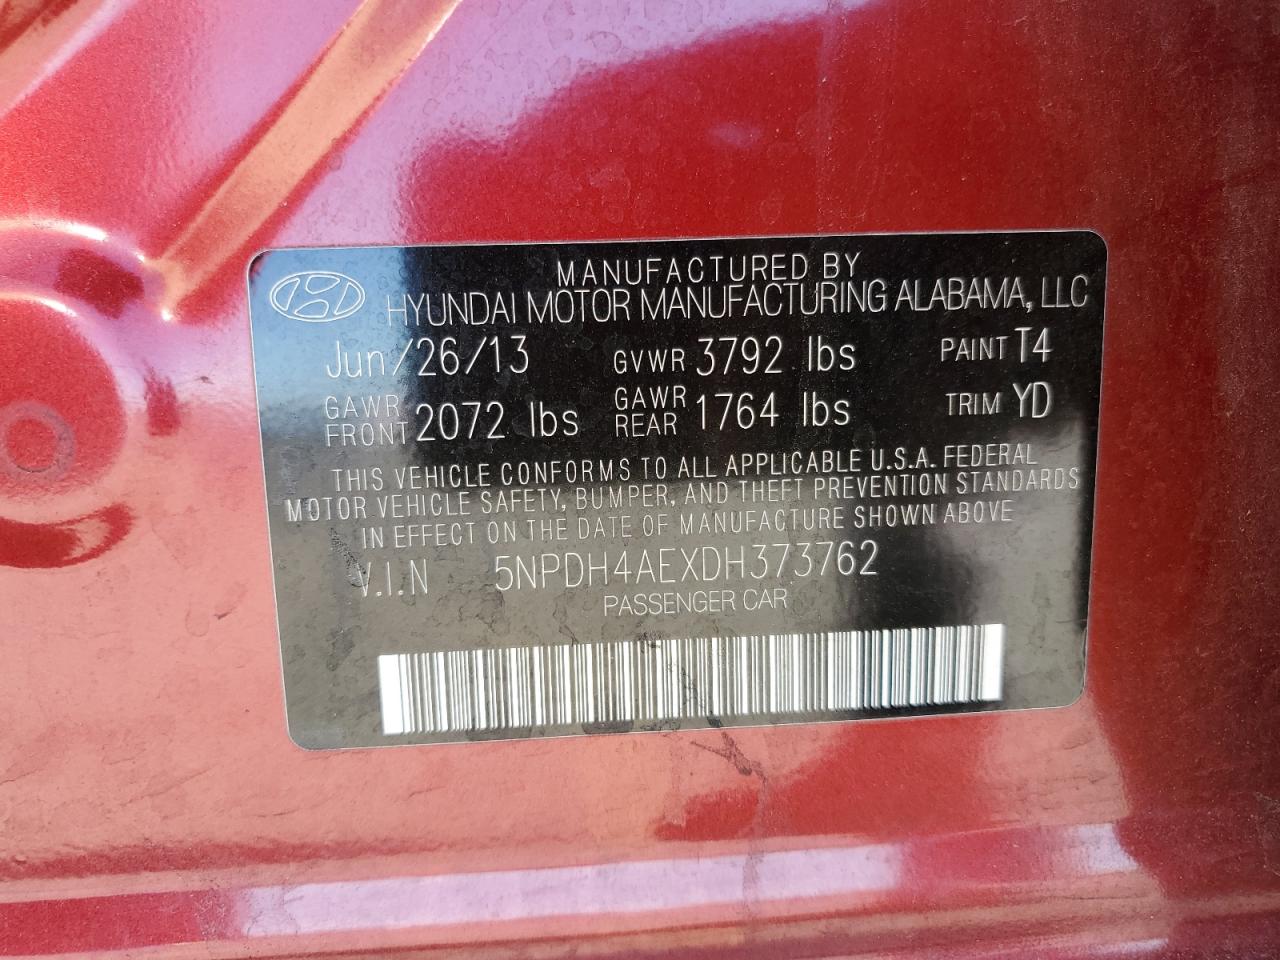 MANUFACTURED BY
HYUNDAI MOTOR MANUFACTURING ALABAMA, LLC
Jun/26/13 GVWR 3792 lbs PAINT T4
GAWR FRONT 2072 lbs GAWR REAR 1764 lbs TRIM YD
THIS VEHICLE CONFORMS TO ALL APPLICABLE U.S.A. FEDERAL
MOTOR VEHICLE SAFETY, BUMPER, AND THEFT PREVENTION STANDARDS
IN EFFECT ON THE DATE OF MANUFACTURE SHOWN ABOVE
V.I.N 5NPDH4AEXDH373762
PASSENGER CAR